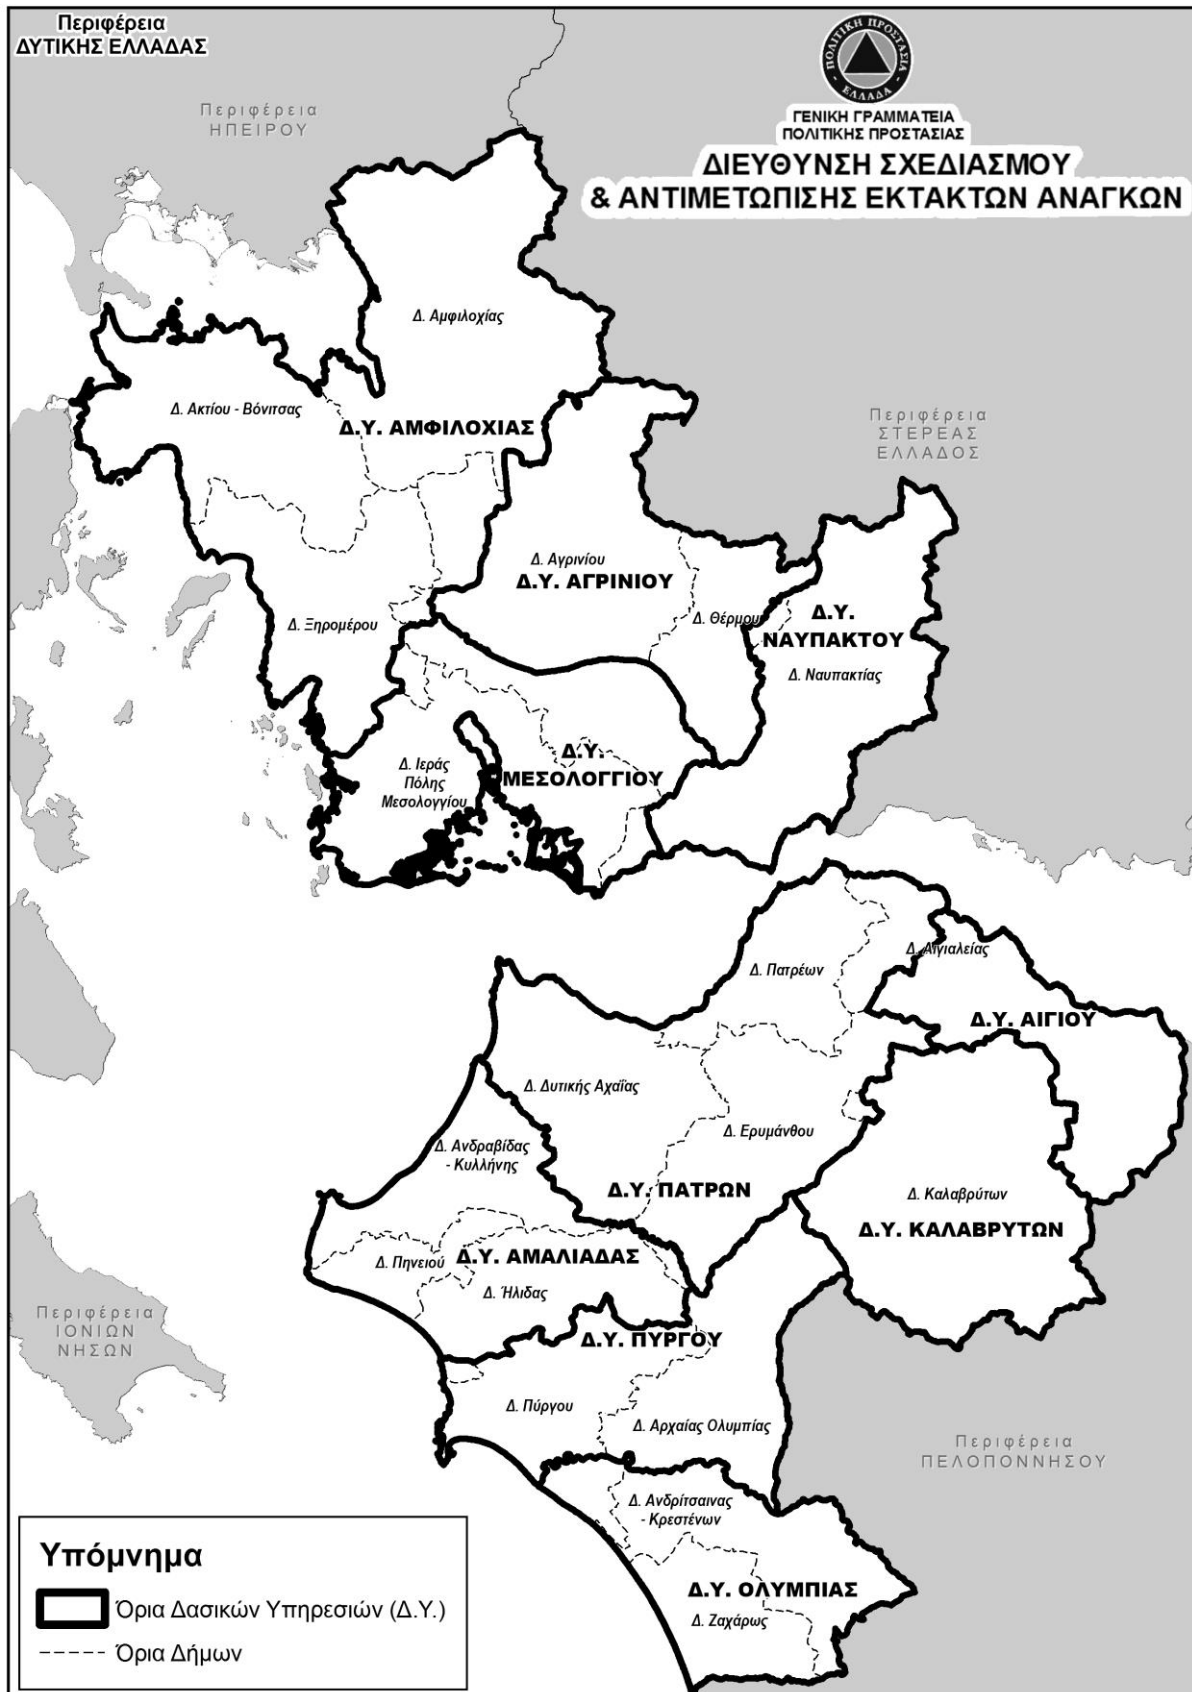 Περιφέρεια
ΔΥΤΙΚΗΣ ΕΛΛΑΔΑΣ
ΠΟΛΙΤΙΚΗ ΠΡΟΣΤΑΣΙΑ
- ΕΛΛΑΔΑ -
ΓΕΝΙΚΗ ΓΡΑΜΜΑΤΕΙΑ
ΠΟΛΙΤΙΚΗΣ ΠΡΟΣΤΑΣΙΑΣ
ΔΙΕΥΘΥΝΣΗ ΣΧΕΔΙΑΣΜΟΥ
& ΑΝΤΙΜΕΤΩΠΙΣΗΣ ΕΚΤΑΚΤΩΝ ΑΝΑΓΚΩΝ
Περιφέρεια
ΗΠΕΙΡΟΥ
Δ. Αμφιλοχίας
Δ. Ακτίου - Βόνιτσας
Δ.Υ. ΑΜΦΙΛΟΧΙΑΣ
Περιφέρεια
ΣΤΕΡΕΑΣ
ΕΛΛΑΔΟΣ
Δ. Αγρινίου
Δ.Υ. ΑΓΡΙΝΙΟΥ
Δ. Ξηρομέρου
Δ. Θέρμου
Δ.Υ.
ΝΑΥΠΑΚΤΟΥ
Δ. Ναυπακτίας
Δ. Ιεράς
Πόλης
Μεσολογγίου
Δ.Υ.
ΜΕΣΟΛΟΓΓΙΟΥ
Δ. Πατρέων
Δ. Αιγιαλείας
Δ.Υ. ΑΙΓΙΟΥ
Δ. Δυτικής Αχαΐας
Δ. Ερυμάνθου
Δ. Ανδραβίδας
- Κυλλήνης
Δ.Υ. ΠΑΤΡΩΝ
Δ. Καλαβρύτων
Δ.Υ. ΚΑΛΑΒΡΥΤΩΝ
Δ. Πηνειού
Δ.Υ. ΑΜΑΛΙΑΔΑΣ
Δ. Ήλιδας
Περιφέρεια
ΙΟΝΙΩΝ
ΝΗΣΩΝ
Δ.Υ. ΠΥΡΓΟΥ
Δ. Πύργου
Δ. Αρχαίας Ολυμπίας
Περιφέρεια
ΠΕΛΟΠΟΝΝΗΣΟΥ
Δ. Ανδρίτσαινας
- Κρεστένων
Δ.Υ. ΟΛΥΜΠΙΑΣ
Δ. Ζαχάρως
Υπόμνημα
Όρια Δασικών Υπηρεσιών (Δ.Υ.)
Όρια Δήμων